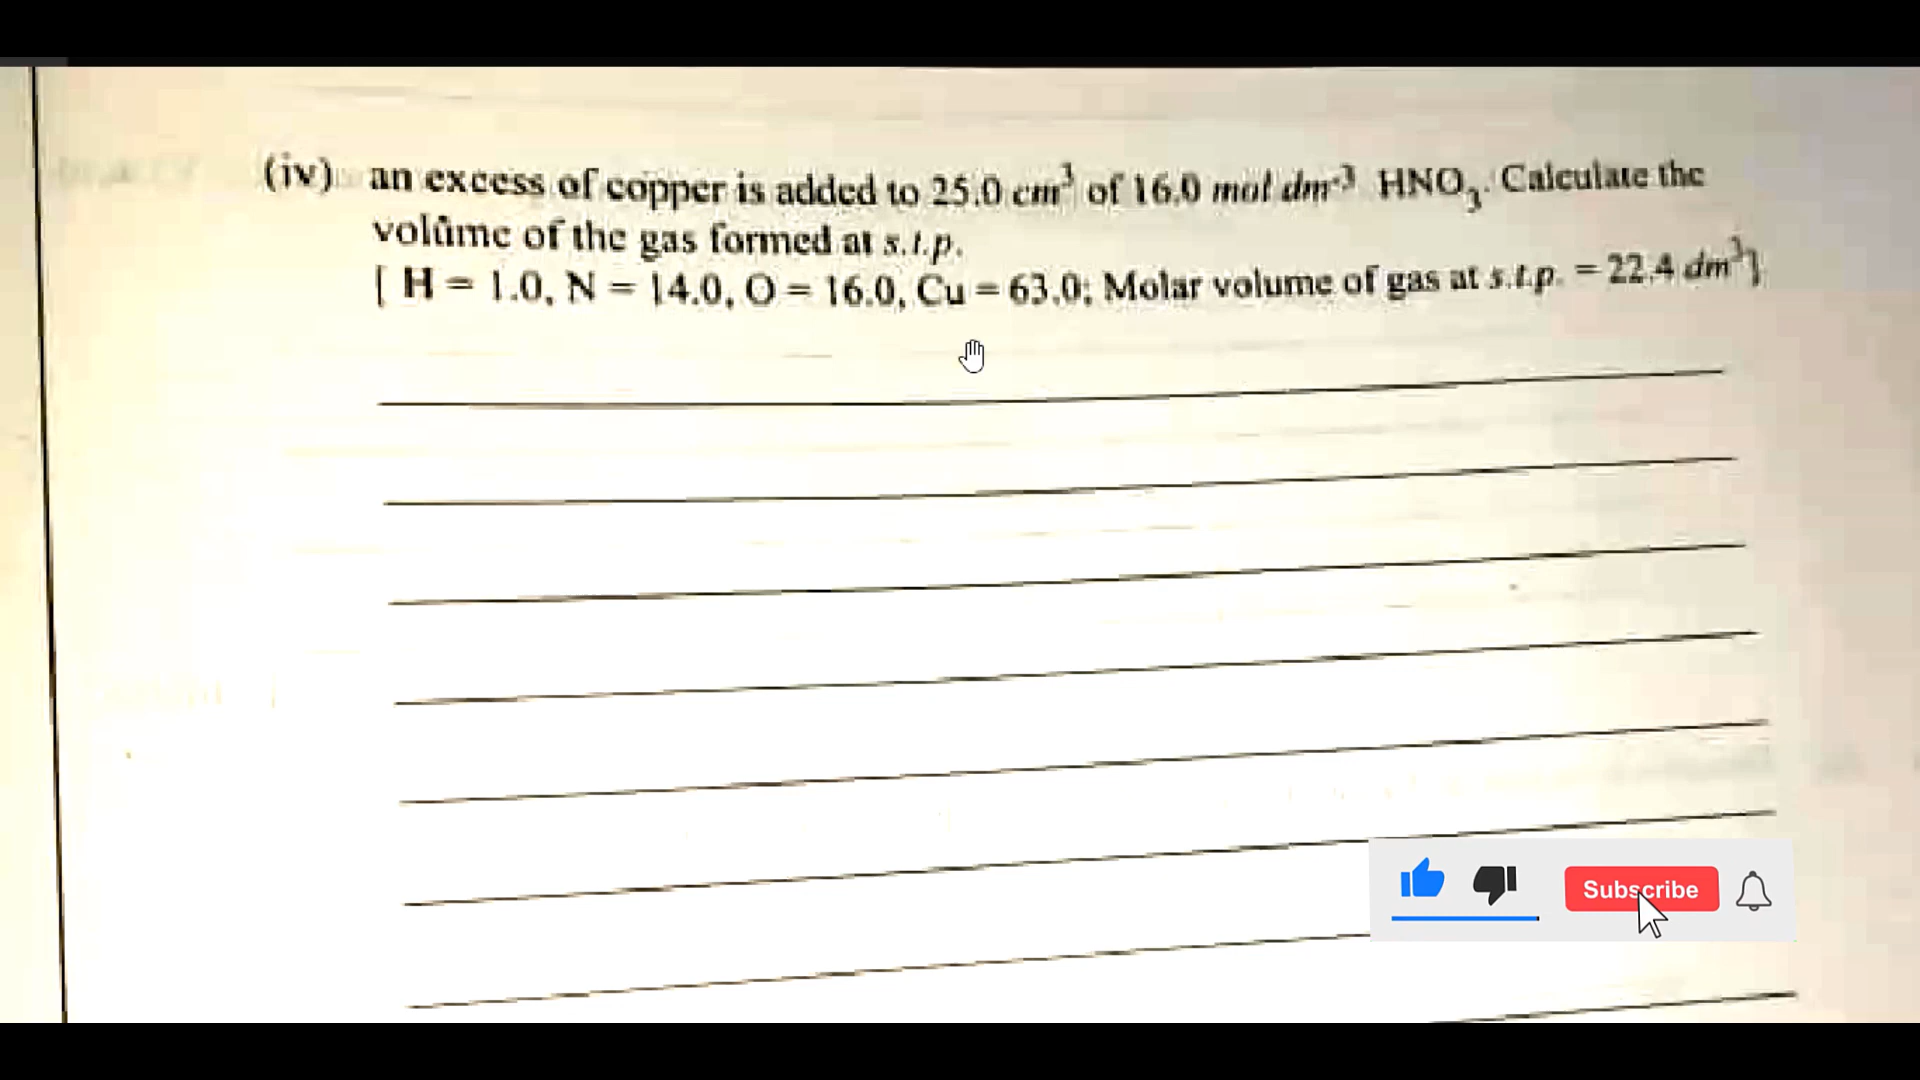 (iv) an excess of copper is added to 25.0 cm³ of 16.0 mol dm⁻³ HNO₃. Calculate the
volûme of the gas formed at s.t.p.
[ H = 1.0, N = 14.0, O = 16.0, Cu = 63.0; Molar volume of gas at s.t.p. = 22.4 dm³]
Subscribe